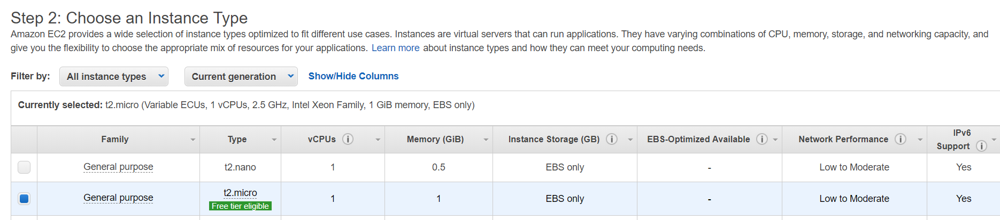 Step 2: Choose an Instance Type
Amazon EC2 provides a wide selection of instance types optimized to fit different use cases. Instances are virtual servers that can run applications. They have varying combinations of CPU, memory, storage, and networking capacity, and
give you the flexibility to choose the appropriate mix of resources for your applications. Learn more about instance types and how they can meet your computing needs.
Filter by: All instance types Current generation Show/Hide Columns
Currently selected: t2.micro (Variable ECUs, 1 vCPUs, 2.5 GHz, Intel Xeon Family, 1 GiB memory, EBS only)
Family Type vCPUs i Memory (GiB) Instance Storage (GB) i EBS-Optimized Available i Network Performance i IPv6 Support i
General purpose t2.nano 1 0.5 EBS only - Low to Moderate Yes
General purpose t2.micro 1 1 EBS only - Low to Moderate Yes
Free tier eligible